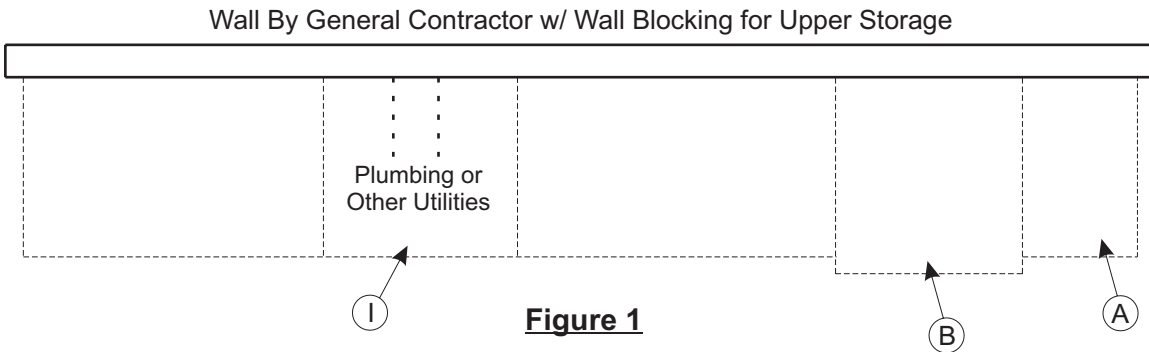 Wall By General Contractor w/ Wall Blocking for Upper Storage
Plumbing or
Other Utilities
I
Figure 1
B
A